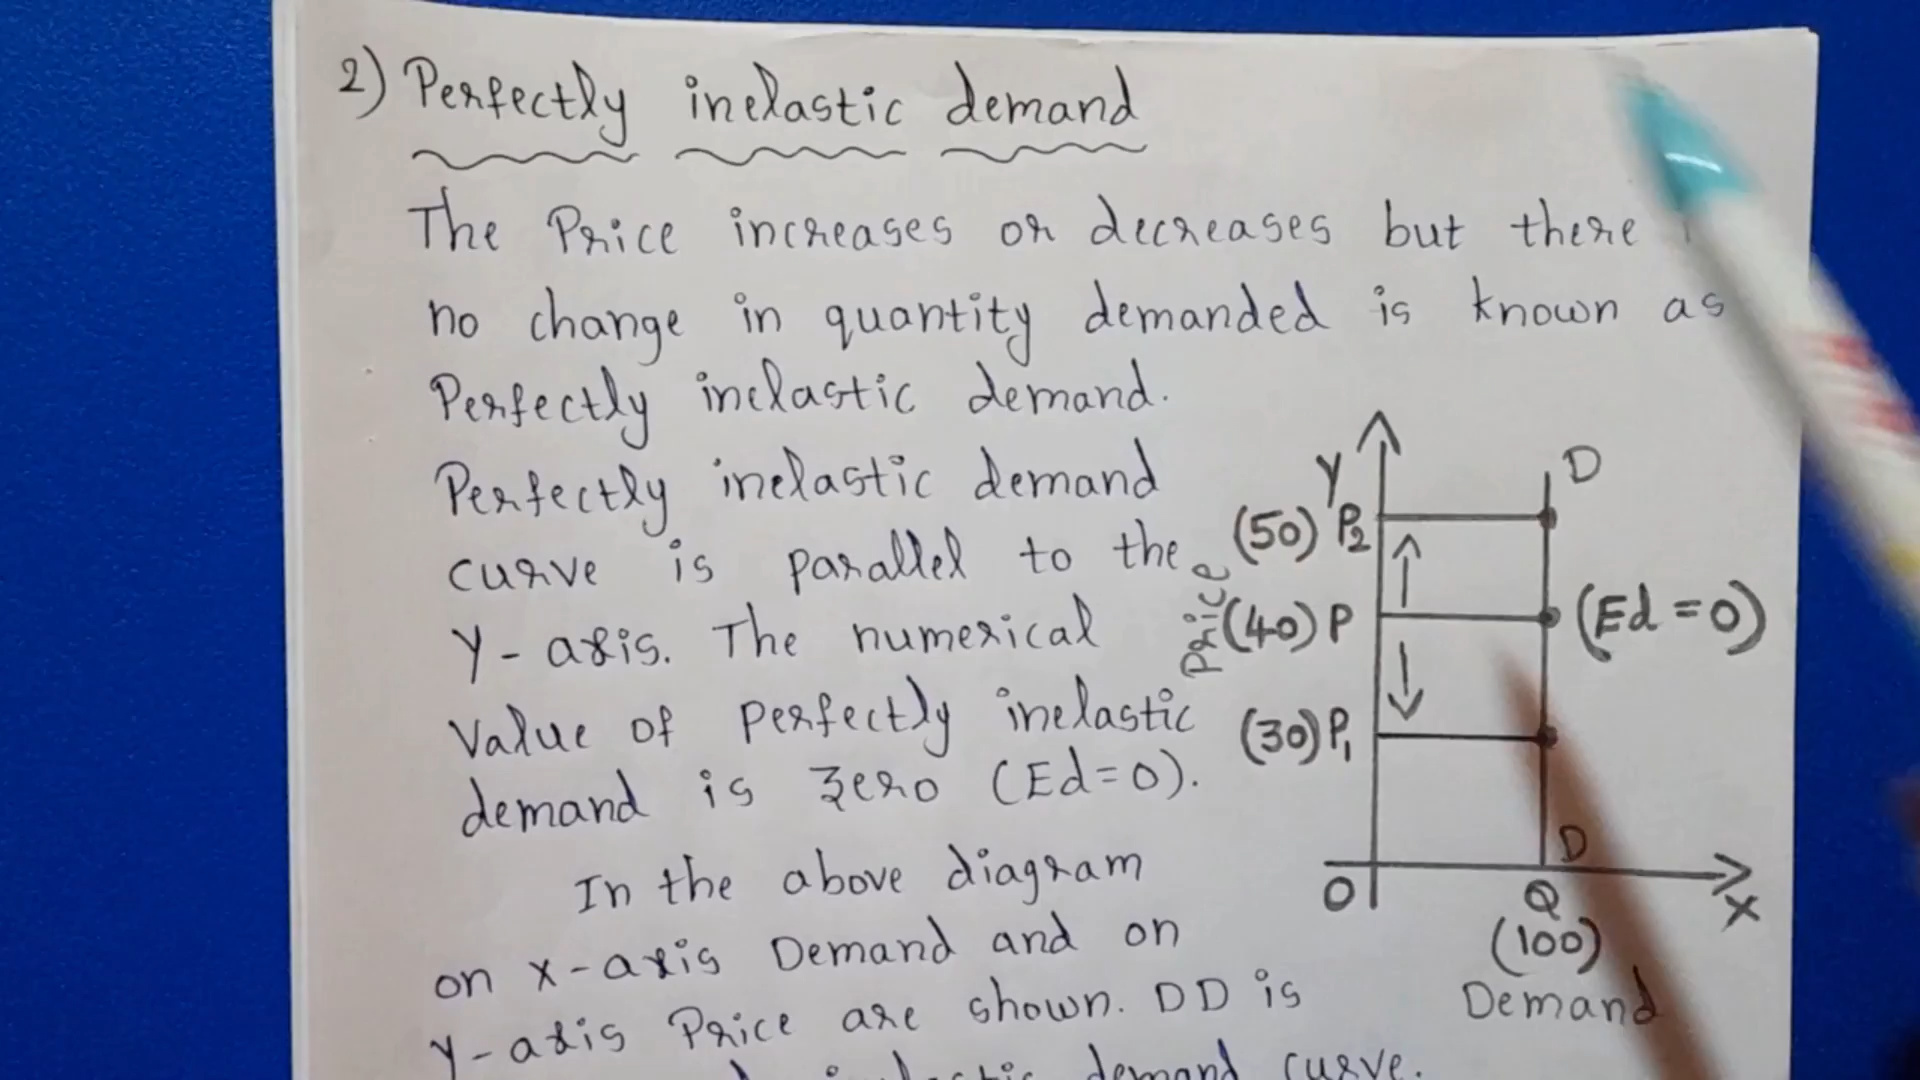 2) Perfectly inelastic demand
The Price increases or decreases but there
no change in quantity demanded is known as
Perfectly inelastic demand.
Perfectly inelastic demand
curve is parallel to the
Y-axis. The numerical
Value of perfectly inelastic
demand is zero (Ed=0).
In the above diagram
on x-axis Demand and on
Y-axis Price are shown. DD is
demand curve.
Y
D
(50) P2
Price
(40) P
(Ed=0)
(30) P1
D
O
Q
X
(100)
Demand